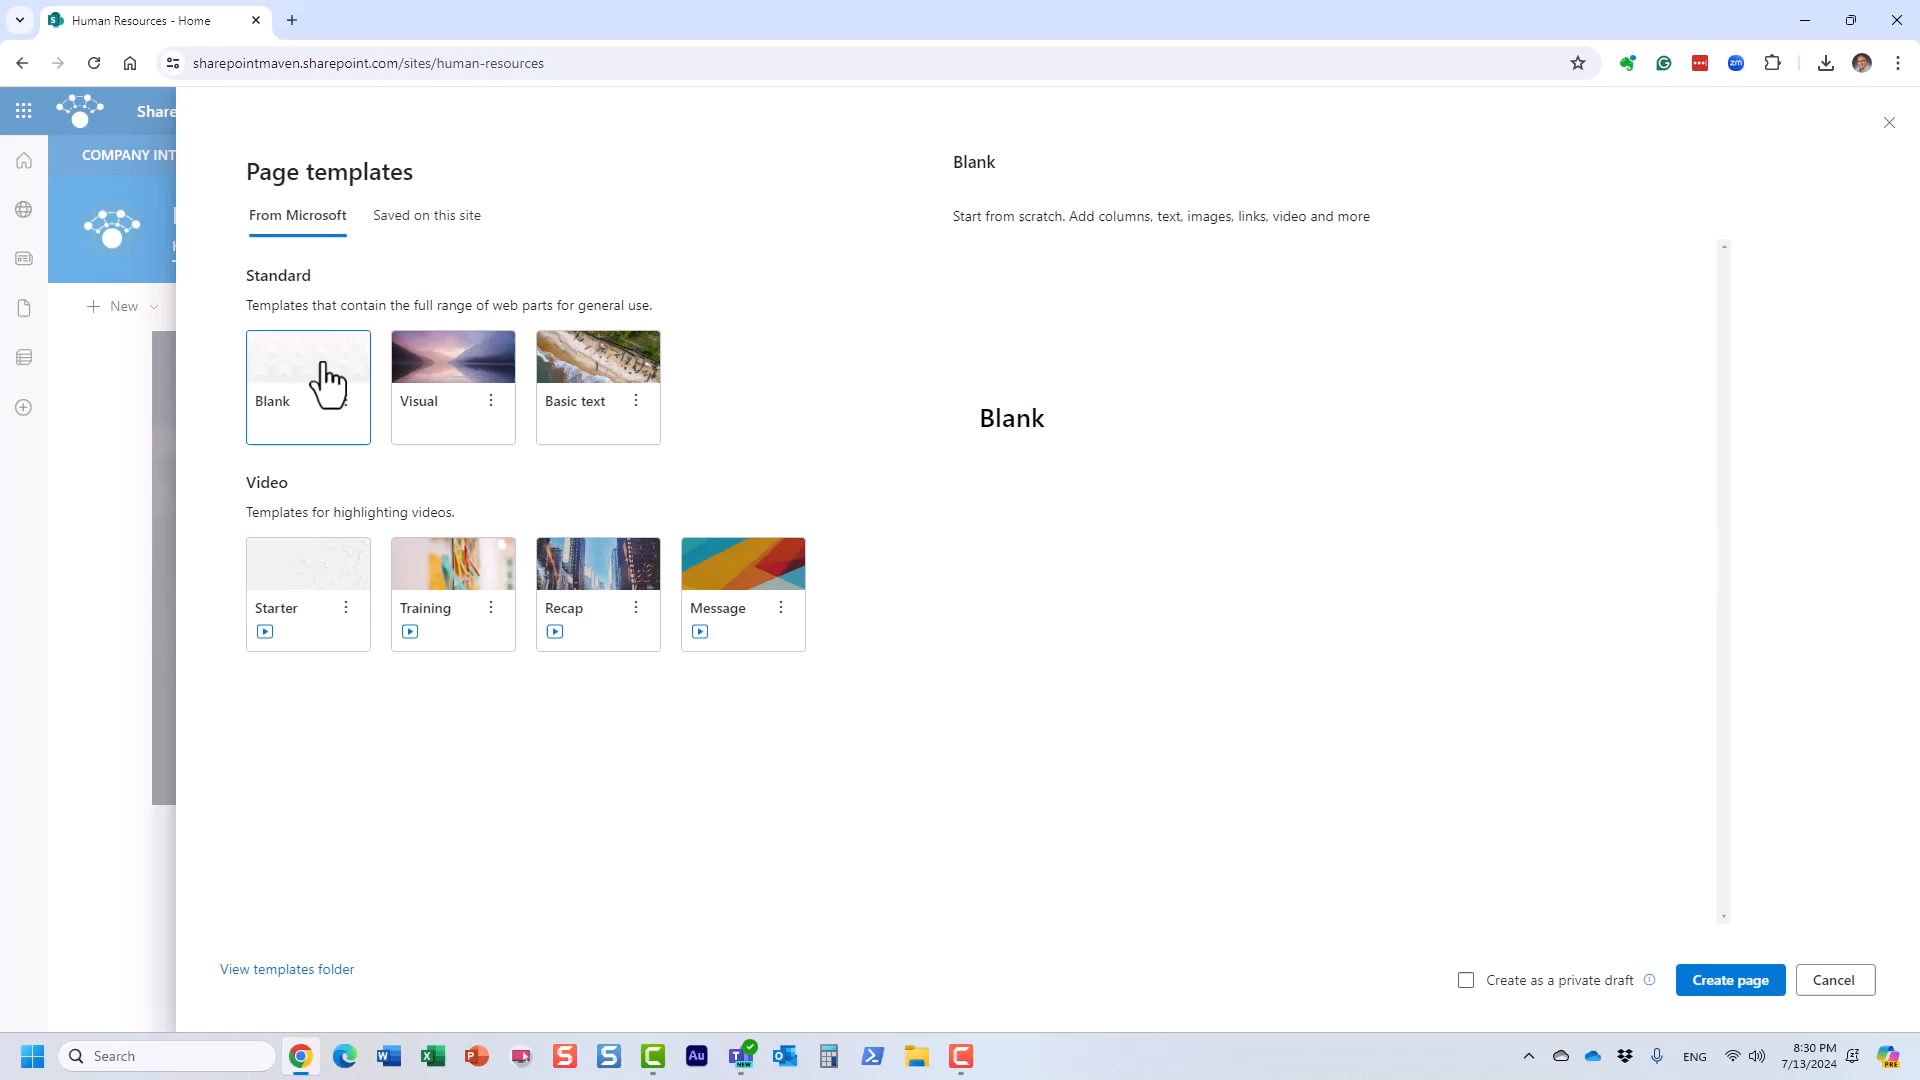 Human Resources - Home
sharepointmaven.sharepoint.com/sites/human-resources
zm
Share
COMPANY INT
New
Page templates
From Microsoft
Saved on this site
Standard
Templates that contain the full range of web parts for general use.
Blank
Visual
Basic text
Video
Templates for highlighting videos.
Starter
Training
Recap
Message
Blank
Start from scratch. Add columns, text, images, links, video and more
Blank
View templates folder
Create as a private draft
Create page
Cancel
Search
Au
NEW
ENG
8:30 PM
7/13/2024
PRE